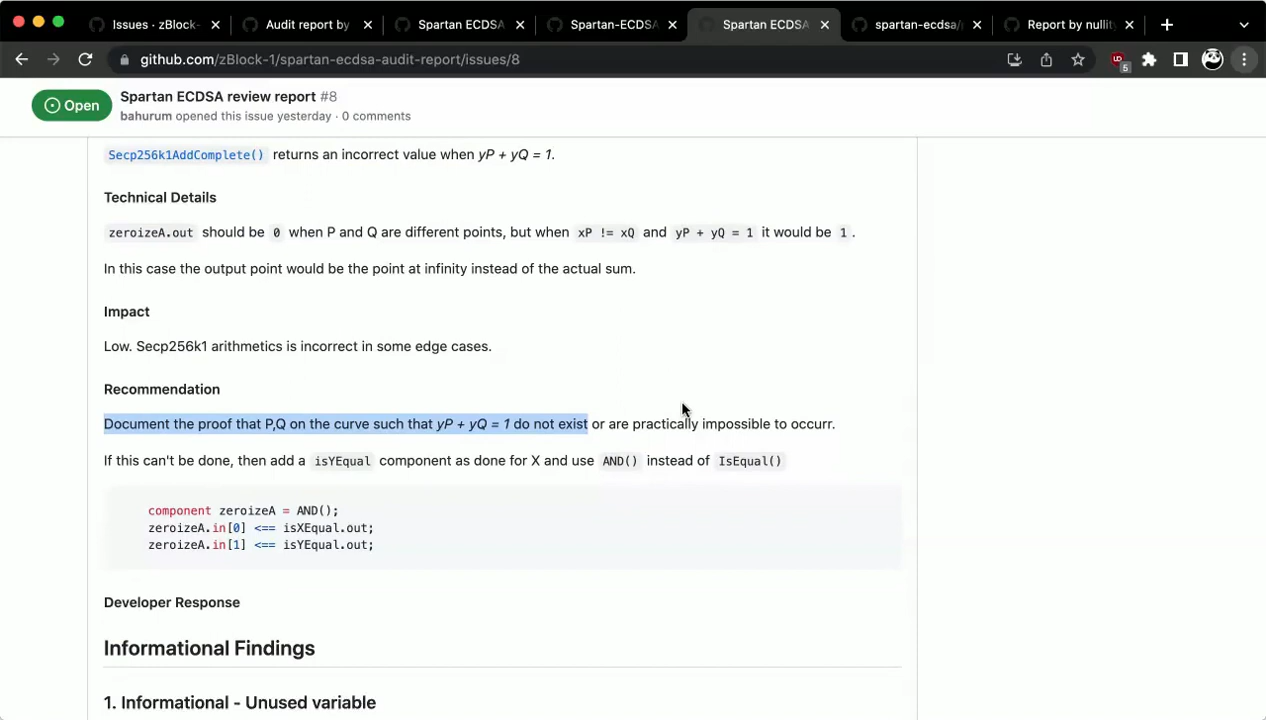 Issues · zBlock-
Audit report by
Spartan ECDSA
Spartan-ECDSA
Spartan ECDSA
spartan-ecdsa/
Report by nullity
github.com/zBlock-1/spartan-ecdsa-audit-report/issues/8
UD
5
Open
Spartan ECDSA review report #8
bahurum opened this issue yesterday · 0 comments
Secp256k1AddComplete() returns an incorrect value when yP + yQ = 1.
Technical Details
zeroizeA.out should be 0 when P and Q are different points, but when xP != xQ and yP + yQ = 1 it would be 1 .
In this case the output point would be the point at infinity instead of the actual sum.
Impact
Low. Secp256k1 arithmetics is incorrect in some edge cases.
Recommendation
Document the proof that P,Q on the curve such that yP + yQ = 1 do not exist or are practically impossible to occurr.
If this can't be done, then add a isYEqual component as done for X and use AND() instead of IsEqual()
component zeroizeA = AND();
zeroizeA.in[0] <== isXEqual.out;
zeroizeA.in[1] <== isYEqual.out;
Developer Response
Informational Findings
1. Informational - Unused variable